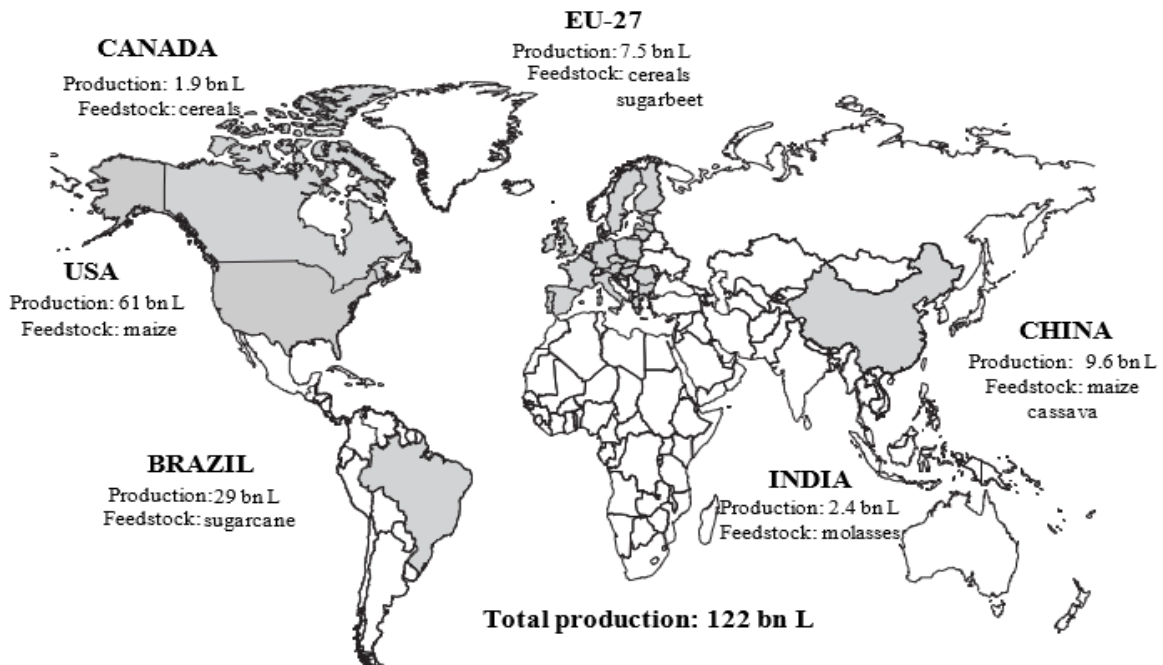 EU-27
Production: 7.5 bn L
Feedstock: cereals
sugarbeet
CANADA
Production: 1.9 bn L
Feedstock: cereals
USA
Production: 61 bn L
Feedstock: maize
CHINA
Production: 9.6 bn L
Feedstock: maize
cassava
BRAZIL
Production: 29 bn L
Feedstock: sugarcane
INDIA
Production: 2.4 bn L
Feedstock: molasses
Total production: 122 bn L